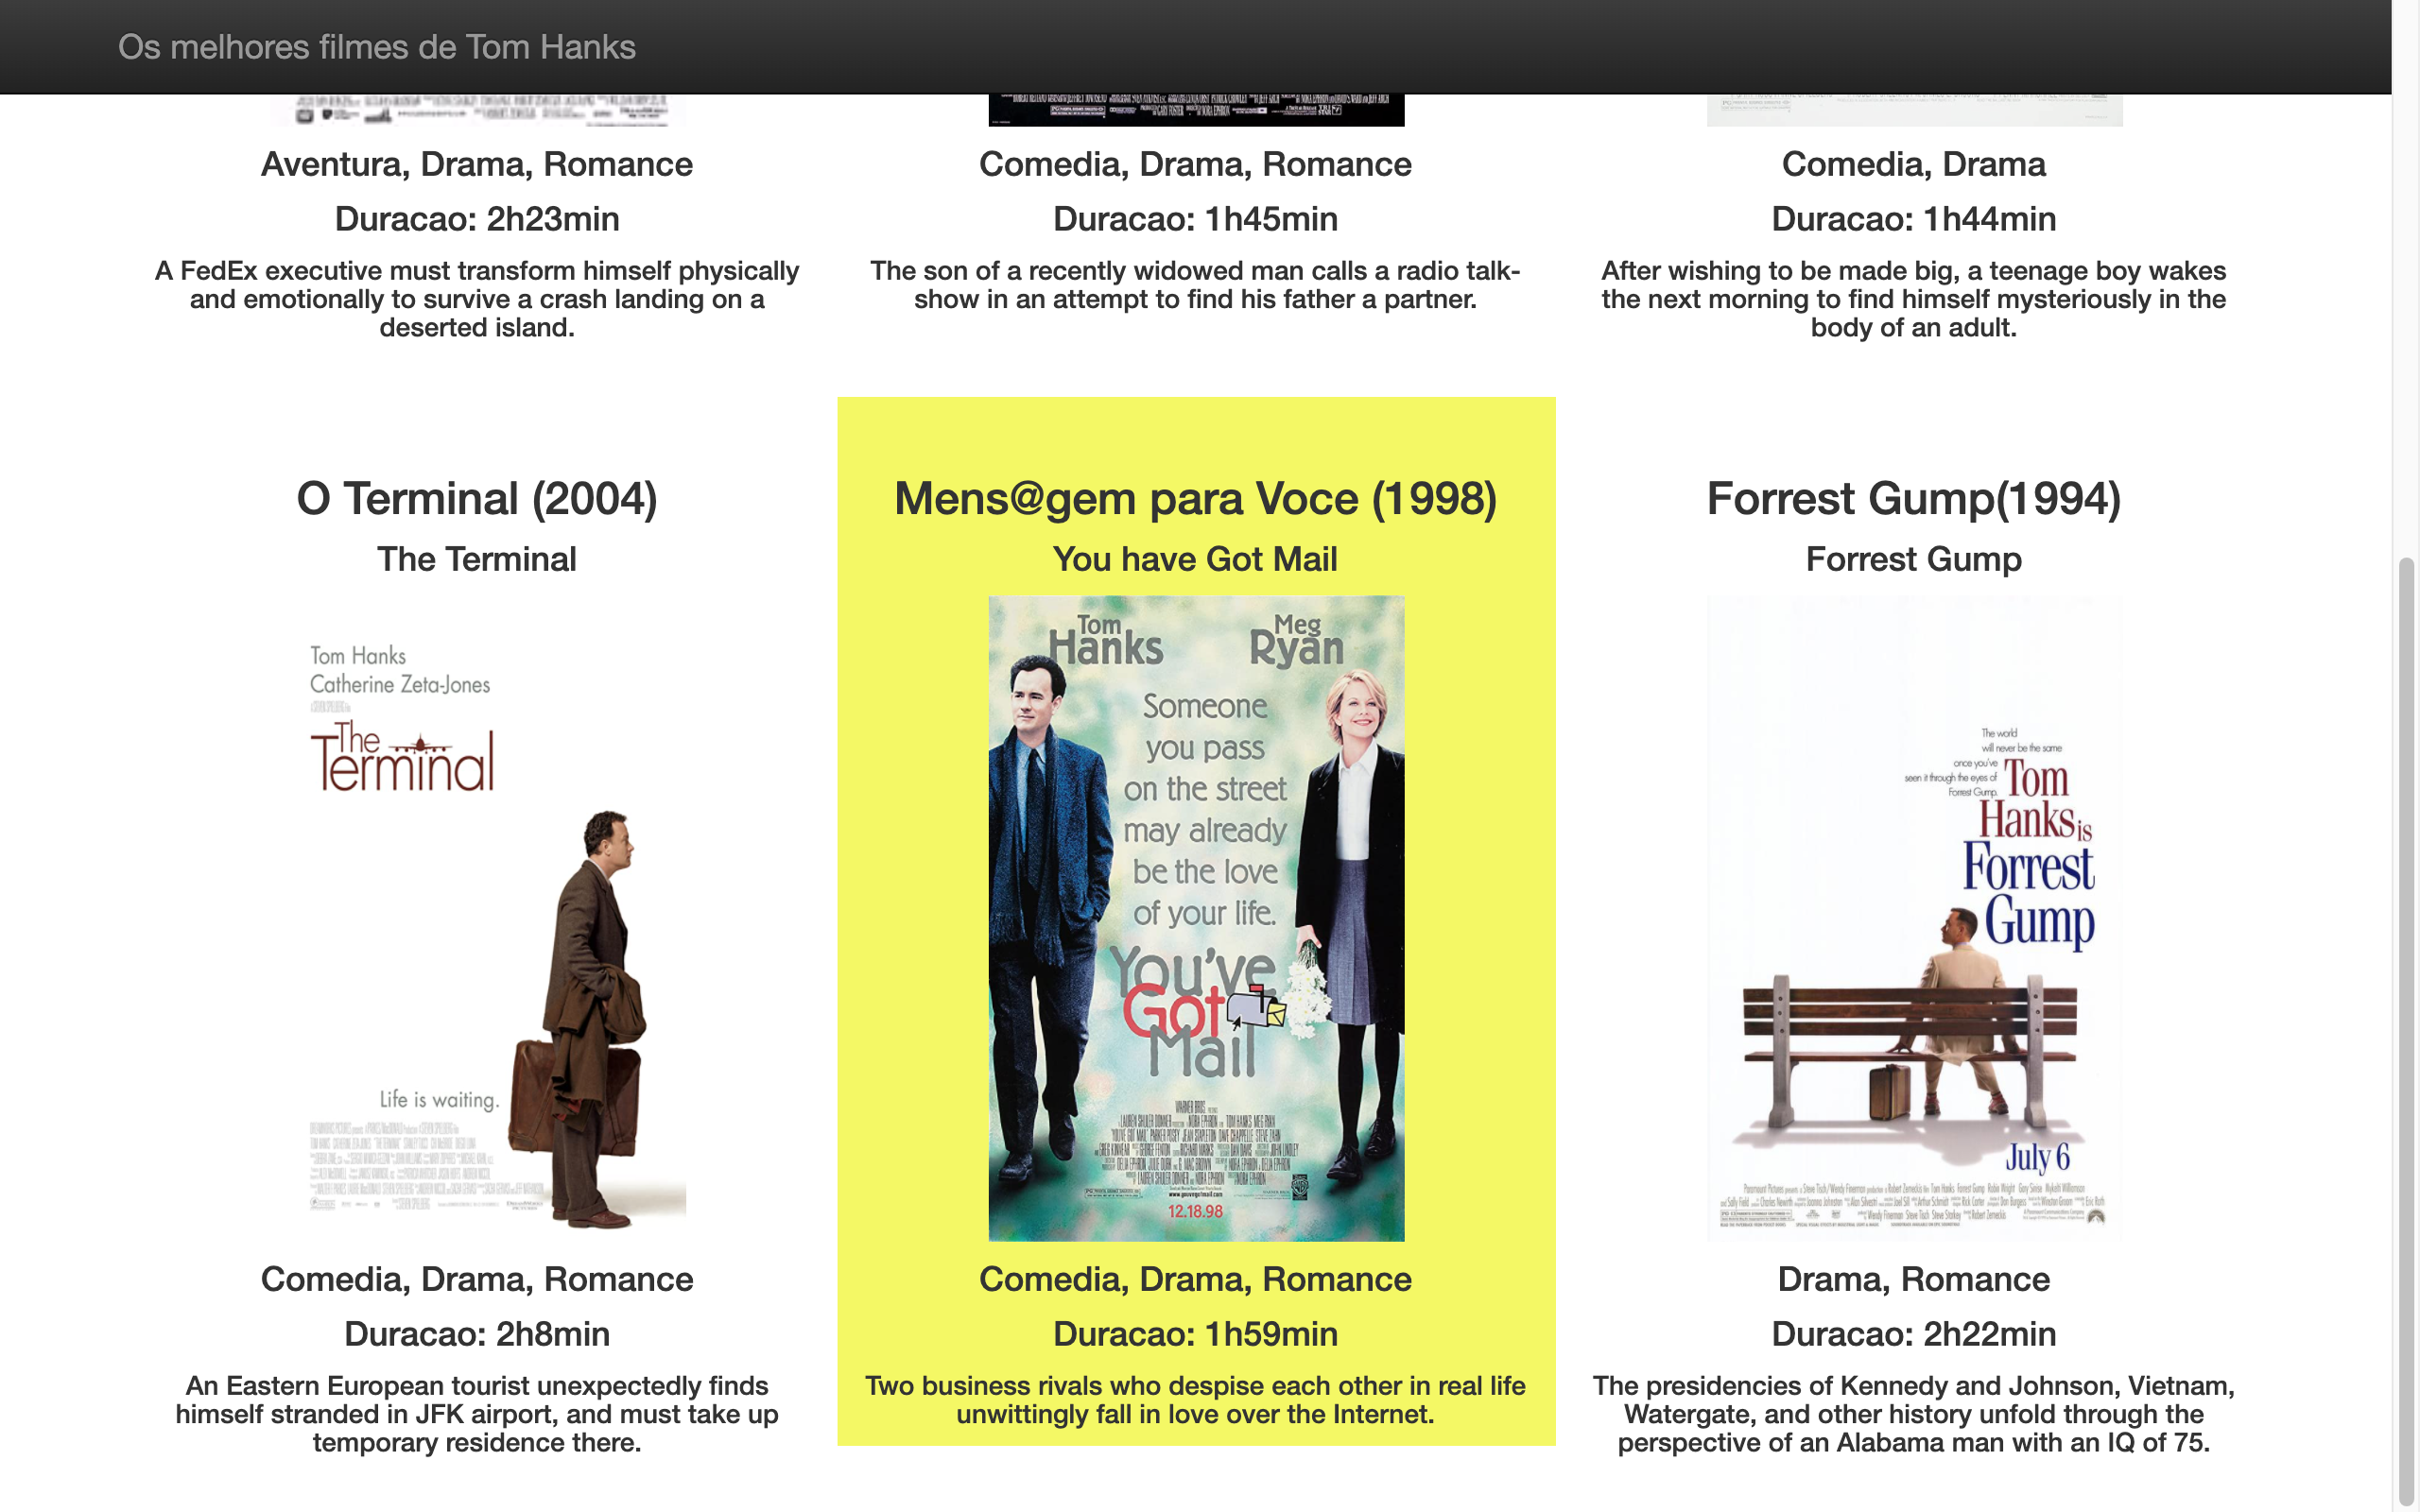 Os melhores filmes de Tom Hanks
Aventura, Drama, Romance
Duracao: 2h23min
A FedEx executive must transform himself physically
and emotionally to survive a crash landing on a
deserted island.
Comedia, Drama, Romance
Duracao: 1h45min
The son of a recently widowed man calls a radio talk-
show in an attempt to find his father a partner.
Comedia, Drama
Duracao: 1h44min
After wishing to be made big, a teenage boy wakes
the next morning to find himself mysteriously in the
body of an adult.
O Terminal (2004)
The Terminal
Tom Hanks
Catherine Zeta-Jones
The
Terminal
Life is waiting.
Comedia, Drama, Romance
Duracao: 2h8min
An Eastern European tourist unexpectedly finds
himself stranded in JFK airport, and must take up
temporary residence there.
Mens@gem para Voce (1998)
You have Got Mail
Tom
Hanks
Meg
Ryan
Someone
you pass
on the street
may already
be the love
of your life.
You've
Got
Mail
12.18.98
Comedia, Drama, Romance
Duracao: 1h59min
Two business rivals who despise each other in real life
unwittingly fall in love over the Internet.
Forrest Gump(1994)
Forrest Gump
The world
will never be the same
once you've
seen it through the eyes of
Forrest Gump.
Tom
Hanks is
Forrest
Gump
July 6
Drama, Romance
Duracao: 2h22min
The presidencies of Kennedy and Johnson, Vietnam,
Watergate, and other history unfold through the
perspective of an Alabama man with an IQ of 75.